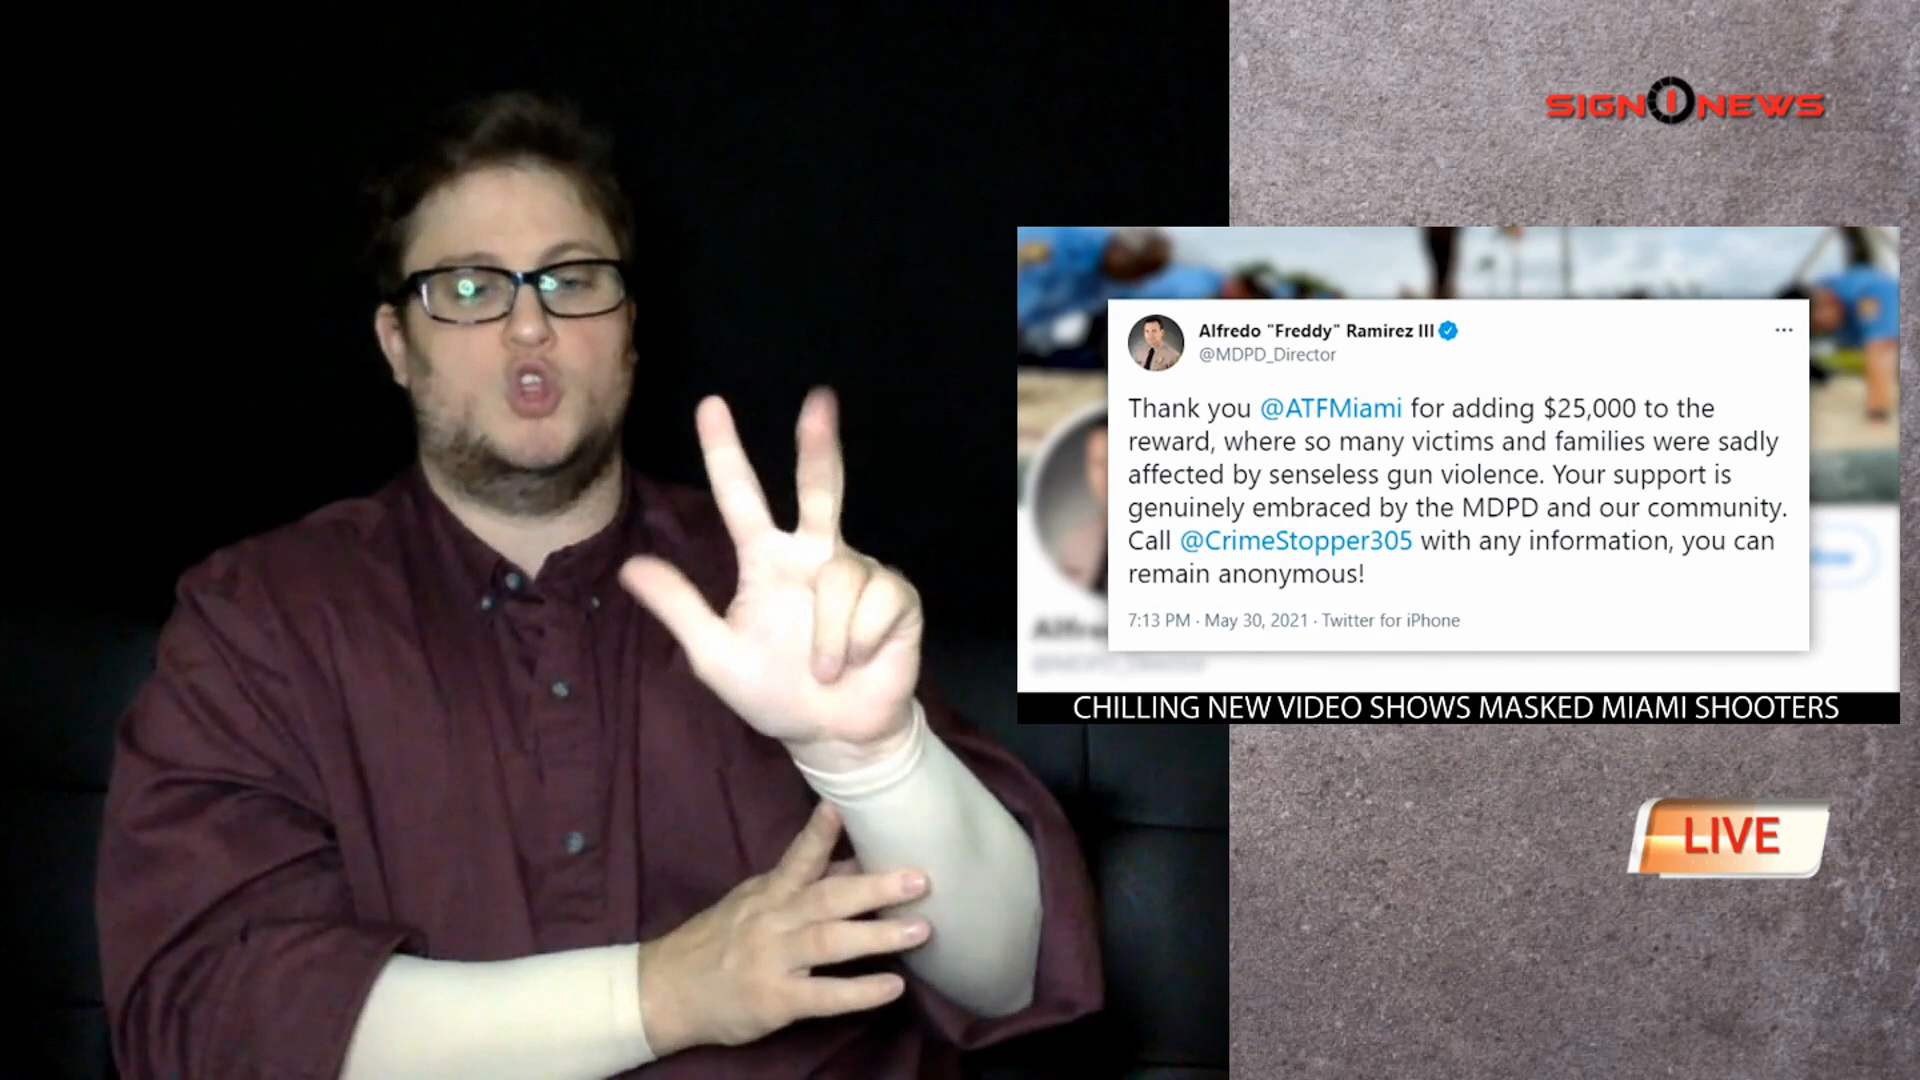 SIGN1NEWS
Alfredo "Freddy" Ramirez III
@MDPD_Director
Thank you @ATFMiami for adding $25,000 to the
reward, where so many victims and families were sadly
affected by senseless gun violence. Your support is
genuinely embraced by the MDPD and our community.
Call @CrimeStopper305 with any information, you can
remain anonymous!
7:13 PM · May 30, 2021 · Twitter for iPhone
CHILLING NEW VIDEO SHOWS MASKED MIAMI SHOOTERS
LIVE